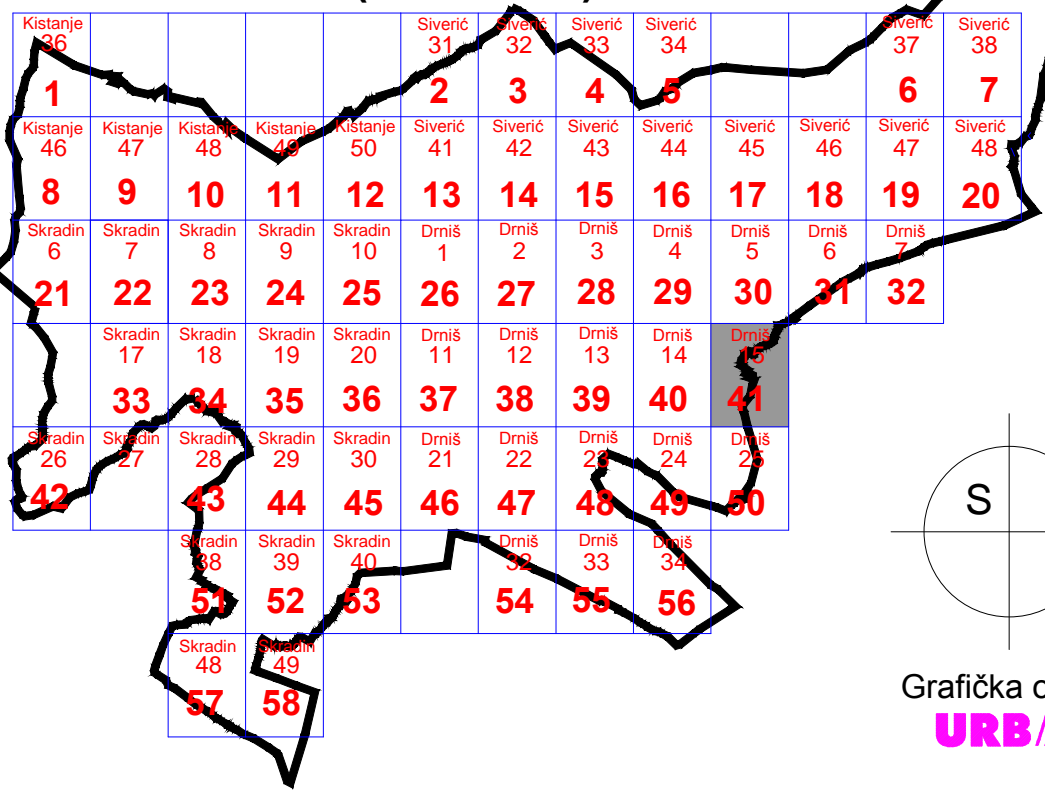 Kistanje Siverić Siverić Siverić Siverić Siverić Siverić
36 31 32 33 34 37 38
1 2 3 4 5 6 7
Kistanje Kistanje Kistanje Kistanje Kistanje Siverić Siverić Siverić Siverić Siverić Siverić Siverić Siverić
46 47 48 49 50 41 42 43 44 45 46 47 48
8 9 10 11 12 13 14 15 16 17 18 19 20
Skradin Skradin Skradin Skradin Skradin Drniš Drniš Drniš Drniš Drniš Drniš Drniš
6 7 8 9 10 1 2 3 4 5 6 7
21 22 23 24 25 26 27 28 29 30 31 32
Skradin Skradin Skradin Skradin Drniš Drniš Drniš Drniš Drniš
17 18 19 20 11 12 13 14 15
33 34 35 36 37 38 39 40 41
Skradin Skradin Skradin Skradin Skradin Drniš Drniš Drniš Drniš Drniš
26 27 28 29 30 21 22 23 24 25
42 43 44 45 46 47 48 49 50
Skradin Skradin Skradin Drniš Drniš Drniš
38 39 40 32 33 34
51 52 53 54 55 56
Skradin Skradin
48 49
57 58
S
Grafička
URB